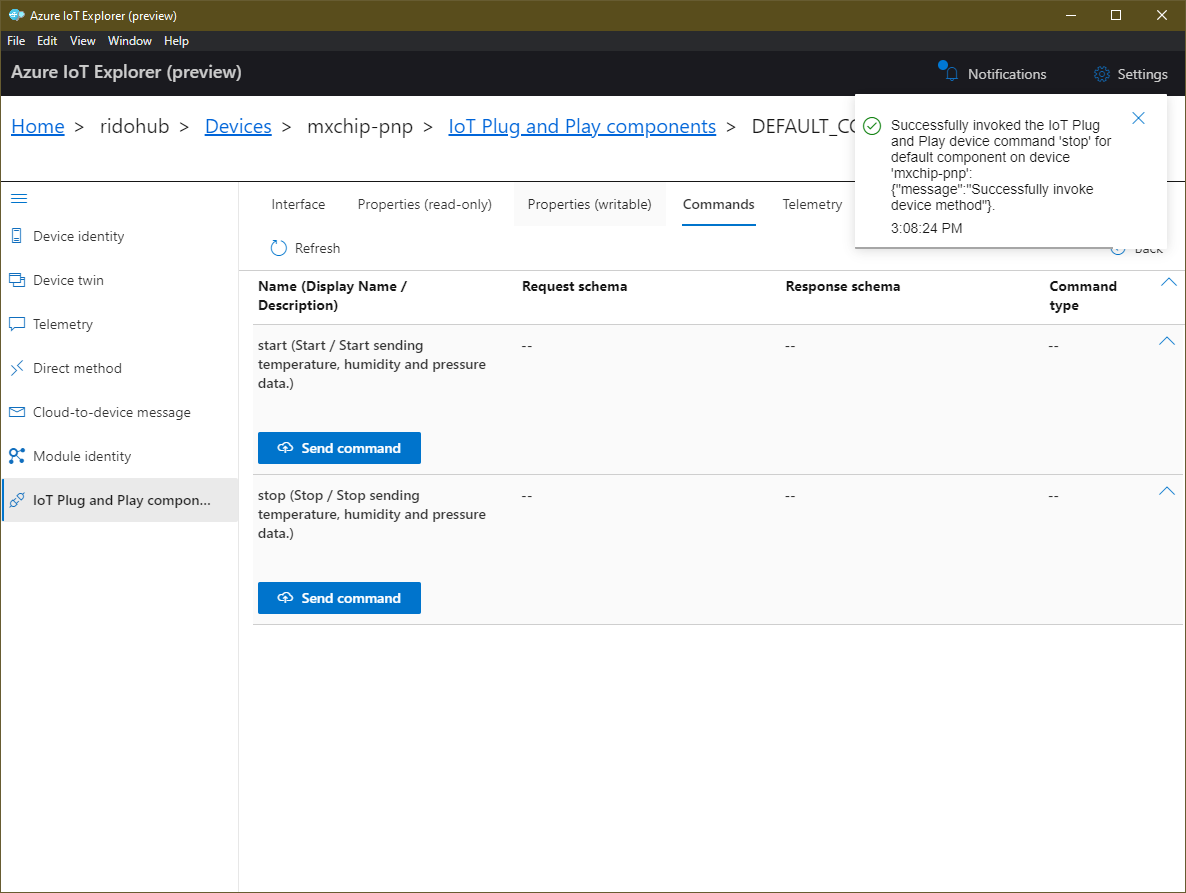 Azure IoT Explorer (preview)
File Edit View Window Help
Azure IoT Explorer (preview)
Notifications
Settings
Home > ridohub > Devices > mxchip-pnp > IoT Plug and Play components >
Successfully invoked the IoT Plug
and Play device command 'stop' for
default component on device
'mxchip-pnp':
{"message":"Successfully invoke
device method"}.
3:08:24 PM
Device identity
Device twin
Telemetry
Direct method
Cloud-to-device message
Module identity
IoT Plug and Play compon...
Interface Properties (read-only) Properties (writable) Commands Telemetry
Refresh
Back
Name (Display Name /
Description)
Request schema
Response schema
Command
type
start (Start / Start sending
temperature, humidity and pressure
data.)
--
--
--
Send command
stop (Stop / Stop sending
temperature, humidity and pressure
data.)
--
--
--
Send command